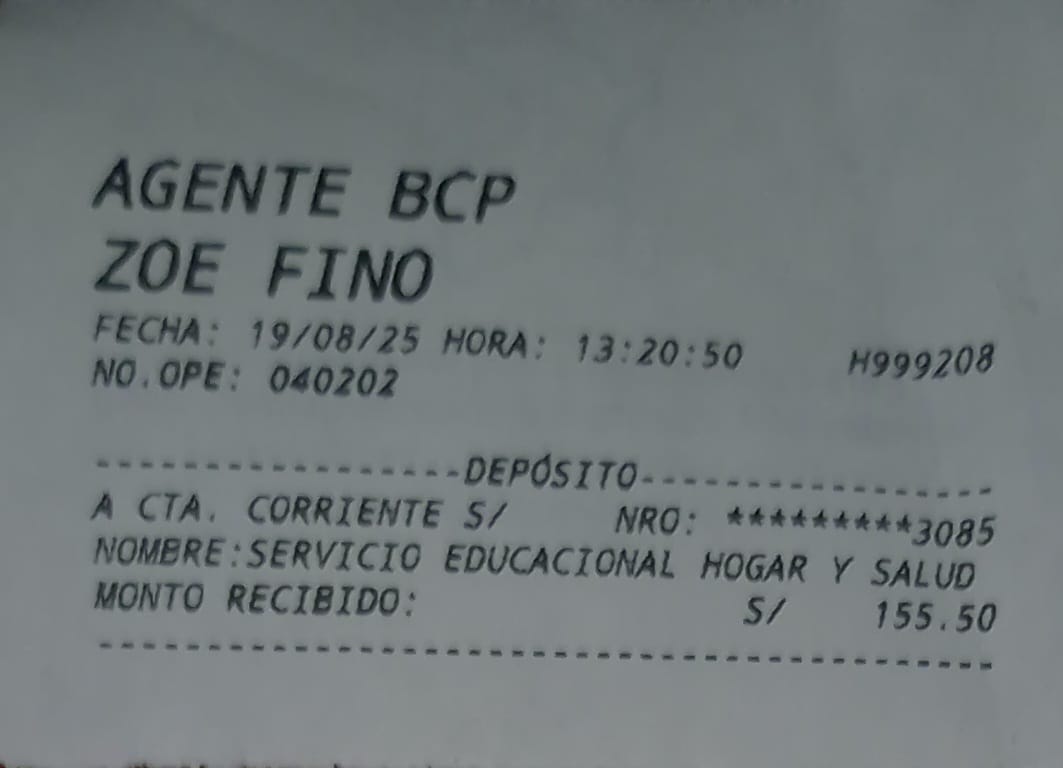 AGENTE BCP
ZOE FINO
FECHA: 19/08/25 HORA: 13:20:50 H999208
NO.OPE: 040202
-----------------DEPÓSITO-----------------
A CTA. CORRIENTE S/ NRO: *********3085
NOMBRE:SERVICIO EDUCACIONAL HOGAR Y SALUD
MONTO RECIBIDO: S/ 155.50
------------------------------------------